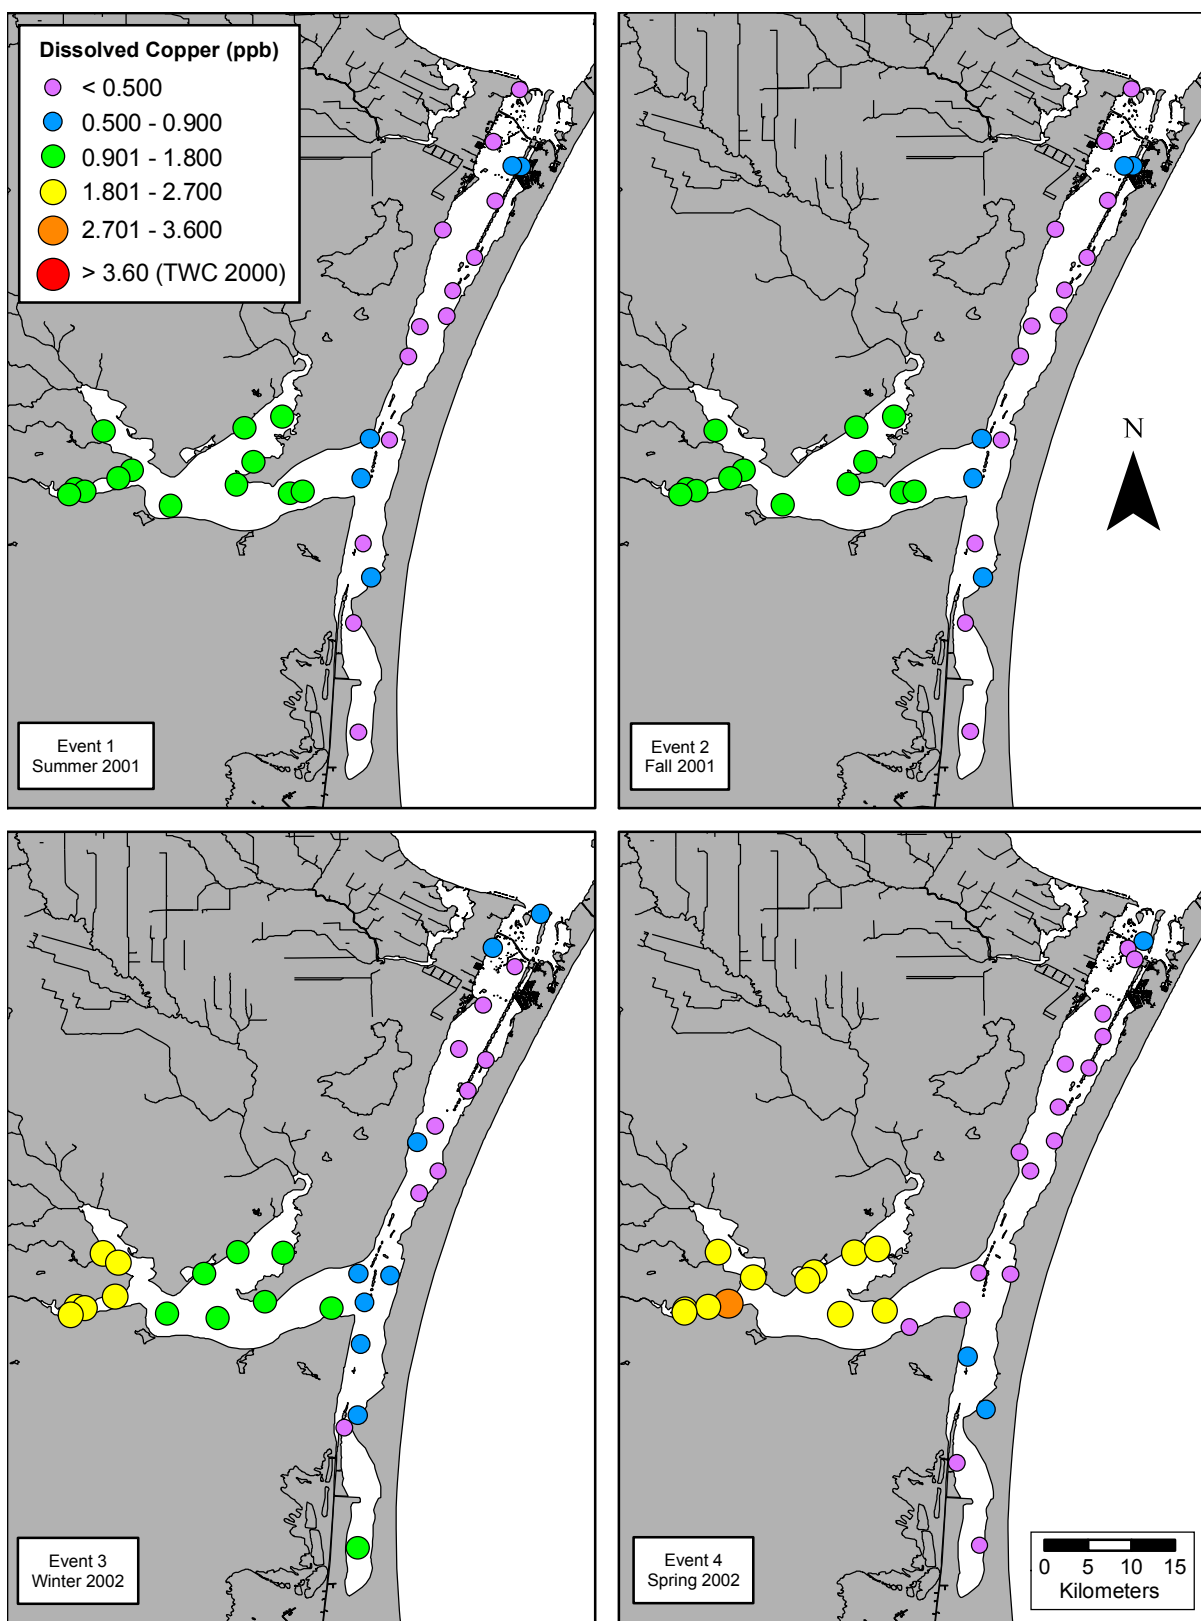 Dissolved Copper (ppb)
< 0.500
0.500 - 0.900
0.901 - 1.800
1.801 - 2.700
2.701 - 3.600
> 3.60 (TWC 2000)
Event 1
Summer 2001
N
Event 2
Fall 2001
Event 3
Winter 2002
Event 4
Spring 2002
0 5 10 15
Kilometers